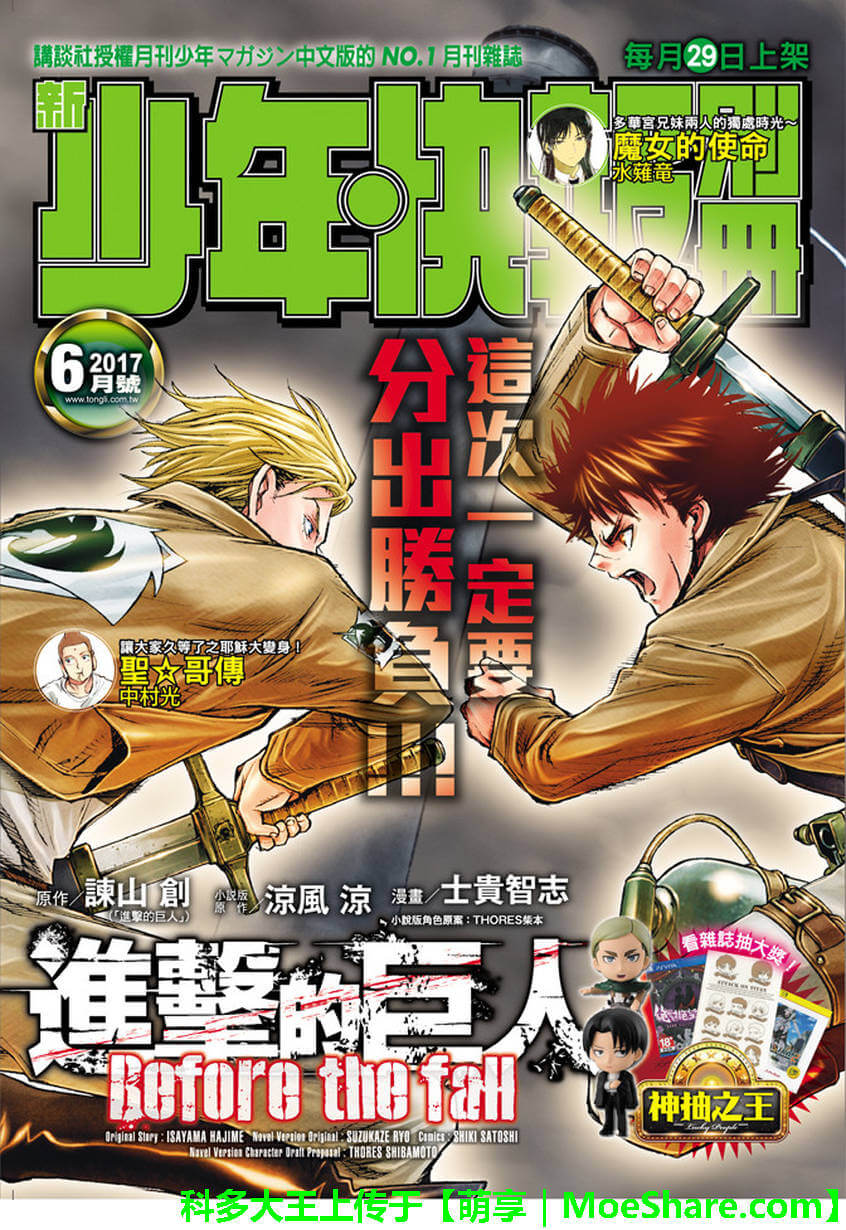 講談社授權月刊少年マガジン中文版的 NO.1 月刊雜誌
每月29日上架
新
少年快報
別冊
多華宮兄妹兩人的獨處時光～
魔女的使命
水薙竜
6 2017
月號
www.tongli.com.tw
這次一定要
分出勝負!!!
讓大家久等了之耶穌大變身！
聖☆哥傳
中村光
原作／諫山 創
(「進擊的巨人」)
小說版
原 作／涼風 涼
漫畫／士貴智志
小說版角色原案：THORES柴本
進擊的巨人
Before the fall
Original Story : ISAYAMA HAJIME Novel Version Original : SUZUKAZE RYO Comics : SHIKI SATOSHI
Novel Version Character Draft Proposal : THORES SHIBAMOTO
看雜誌抽大獎！
ATTACK ON TITAN
神抽之王
Lucky People
科多大王上传于【萌享｜MoeShare.com】